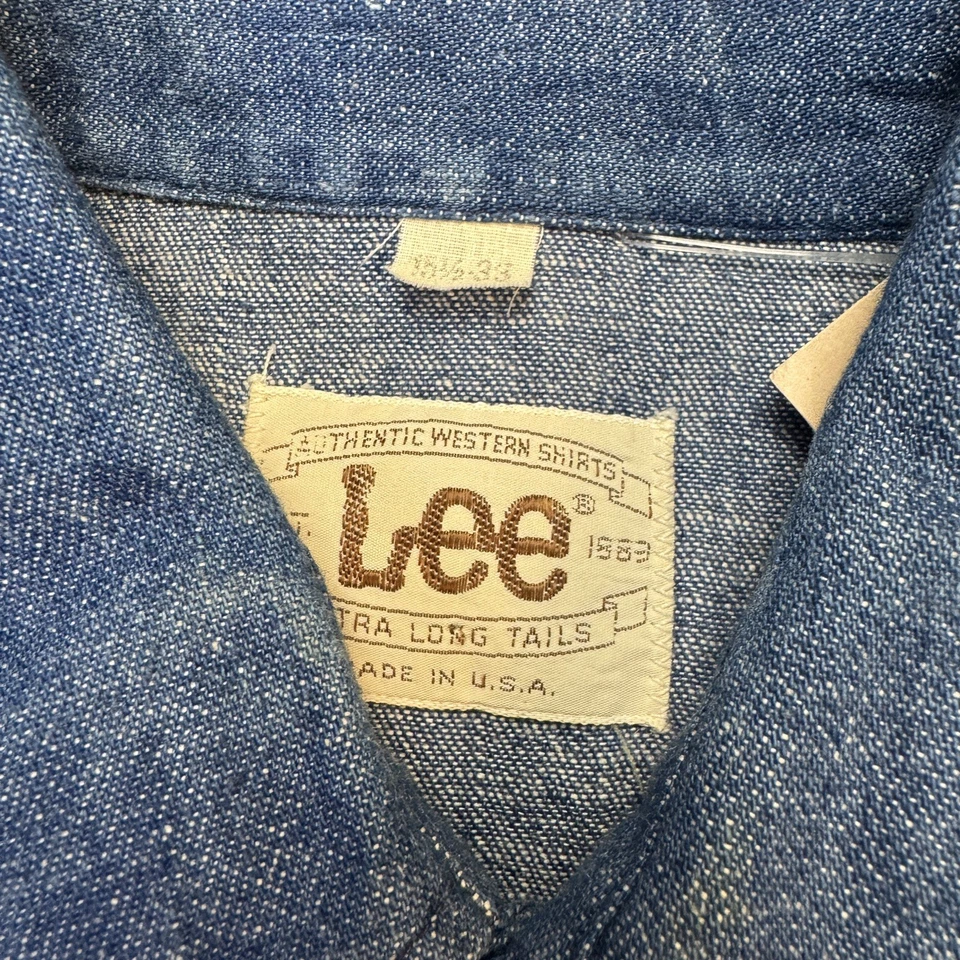 15½-33
AUTHENTIC WESTERN SHIRTS
Lee®
T. 1889
TRA LONG TAILS
ADE IN U.S.A.